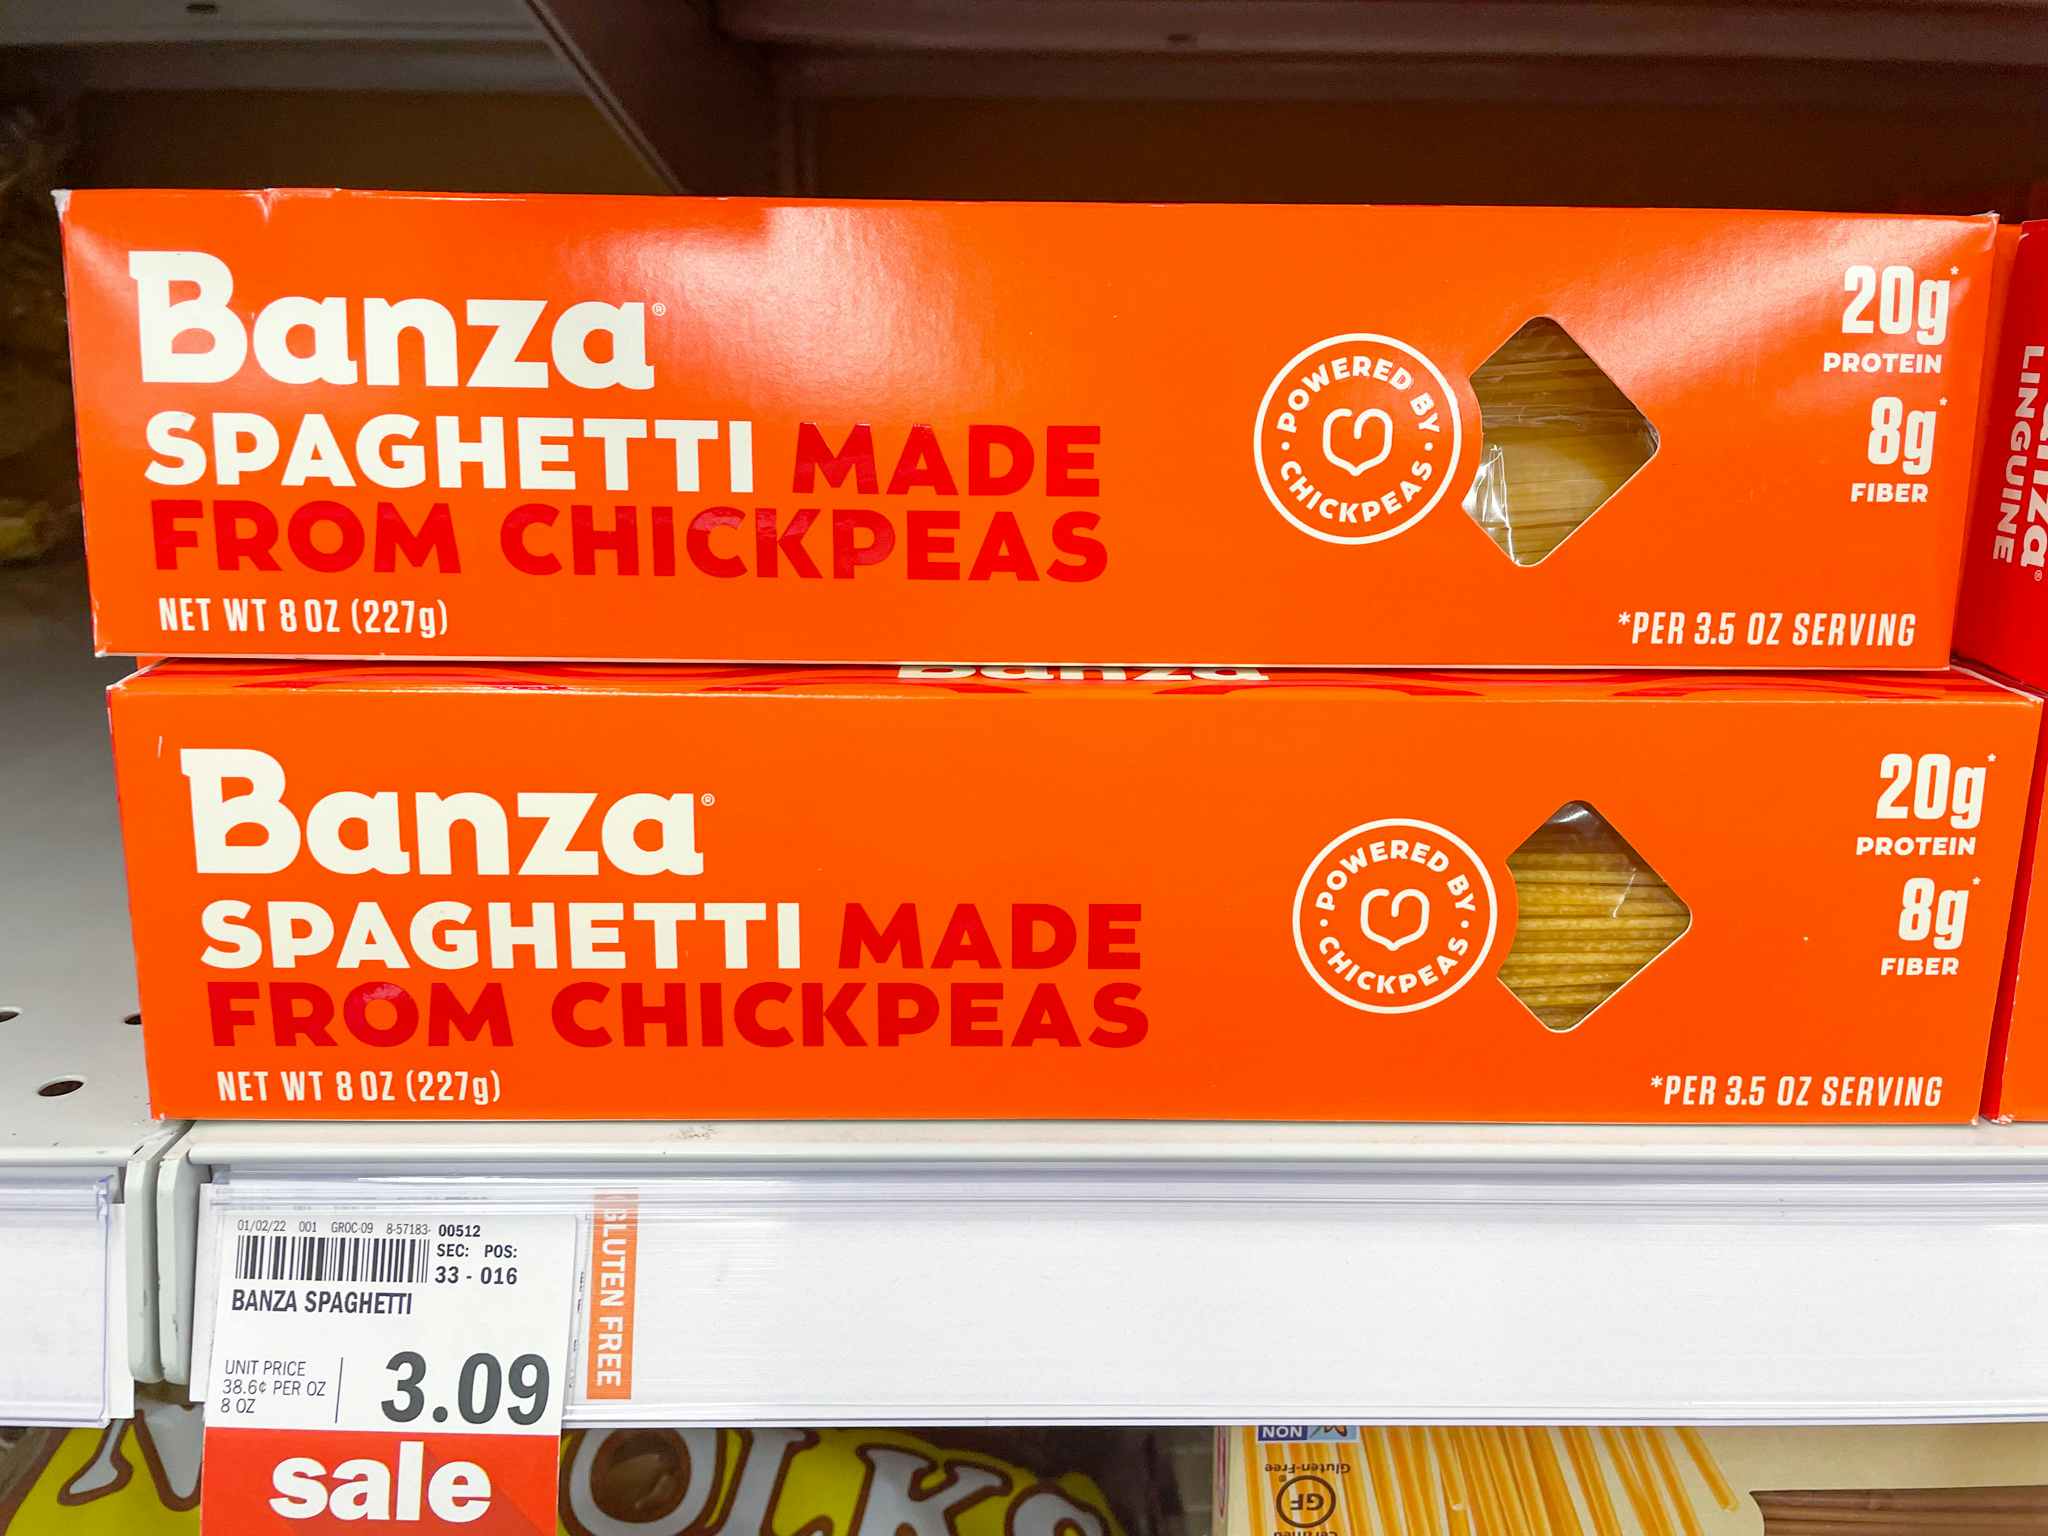 Banza®
SPAGHETTI MADE
FROM CHICKPEAS
NET WT 8 OZ (227g)
POWERED BY
CHICKPEAS
20g*
PROTEIN
8g*
FIBER
*PER 3.5 OZ SERVING
LINGUINE
Banza
Banza®
SPAGHETTI MADE
FROM CHICKPEAS
NET WT 8 OZ (227g)
POWERED BY
CHICKPEAS
20g*
PROTEIN
8g*
FIBER
*PER 3.5 OZ SERVING
01/02/22 001 GROC-09 8-57183- 00512
SEC: POS:
33 - 016
BANZA SPAGHETTI
UNIT PRICE
38.6¢ PER OZ
8 OZ
3.09
sale
GLUTEN FREE
NON
Gluten-Free
GF
Certified